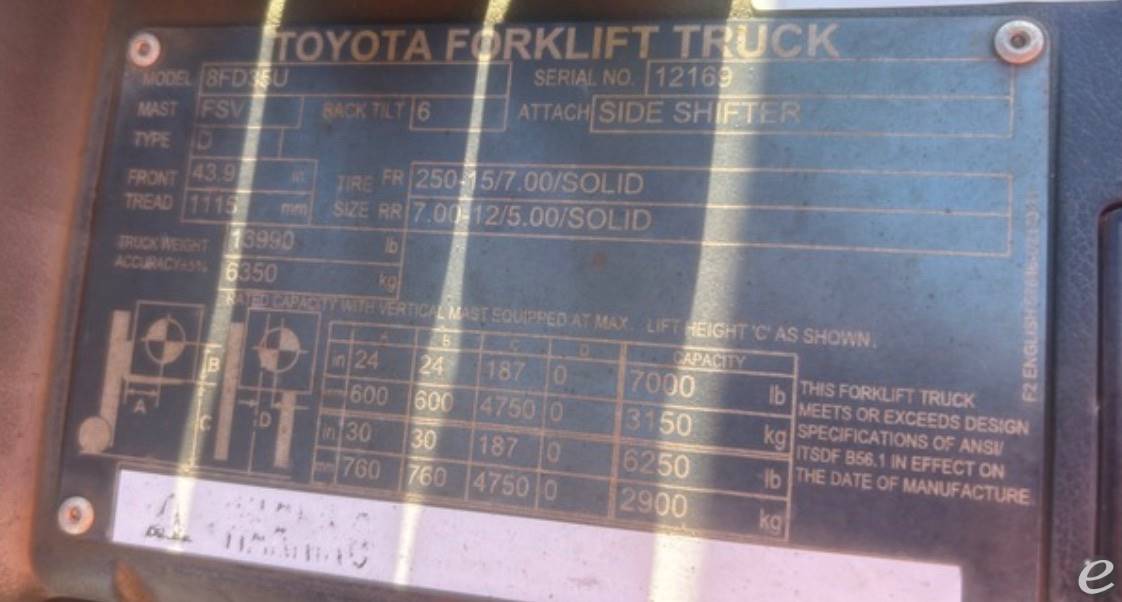 TOYOTA FORKLIFT TRUCK
MODEL 8FD35U SERIAL NO. 12169
MAST FSV BACK TILT 6 ATTACH SIDE SHIFTER
TYPE D
FRONT TREAD 43.9 in TIRE SIZE FR 250-15/7.00/SOLID
1115 mm RR 7.00-12/5.00/SOLID
TRUCK WEIGHT 13990 lb
ACCURACY±5% 6350 kg
RATED CAPACITY WITH VERTICAL MAST EQUIPPED AT MAX. LIFT HEIGHT 'C' AS SHOWN.
A B C D CAPACITY
in 24 24 187 0 7000 lb
mm 600 600 4750 0 3150 kg
in 30 30 187 0 6250 lb
mm 760 760 4750 0 2900 kg
A B C D
THIS FORKLIFT TRUCK
MEETS OR EXCEEDS DESIGN
SPECIFICATIONS OF ANSI/
ITSDF B56.1 IN EFFECT ON
THE DATE OF MANUFACTURE.
F2 ENGLISH
e